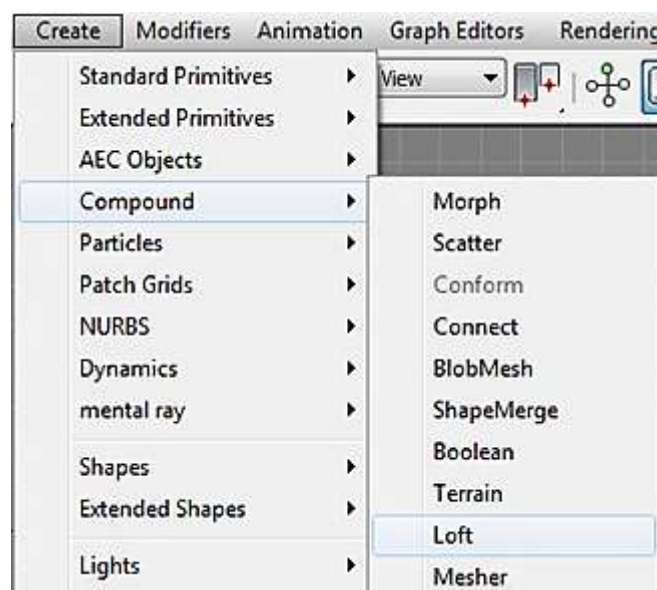 Create Modifiers Animation Graph Editors Rendering
Standard Primitives
View
Extended Primitives
AEC Objects
Compound
Particles
Patch Grids
NURBS
Dynamics
mental ray
Shapes
Extended Shapes
Lights
Morph
Scatter
Conform
Connect
BlobMesh
ShapeMerge
Boolean
Terrain
Loft
Mesher